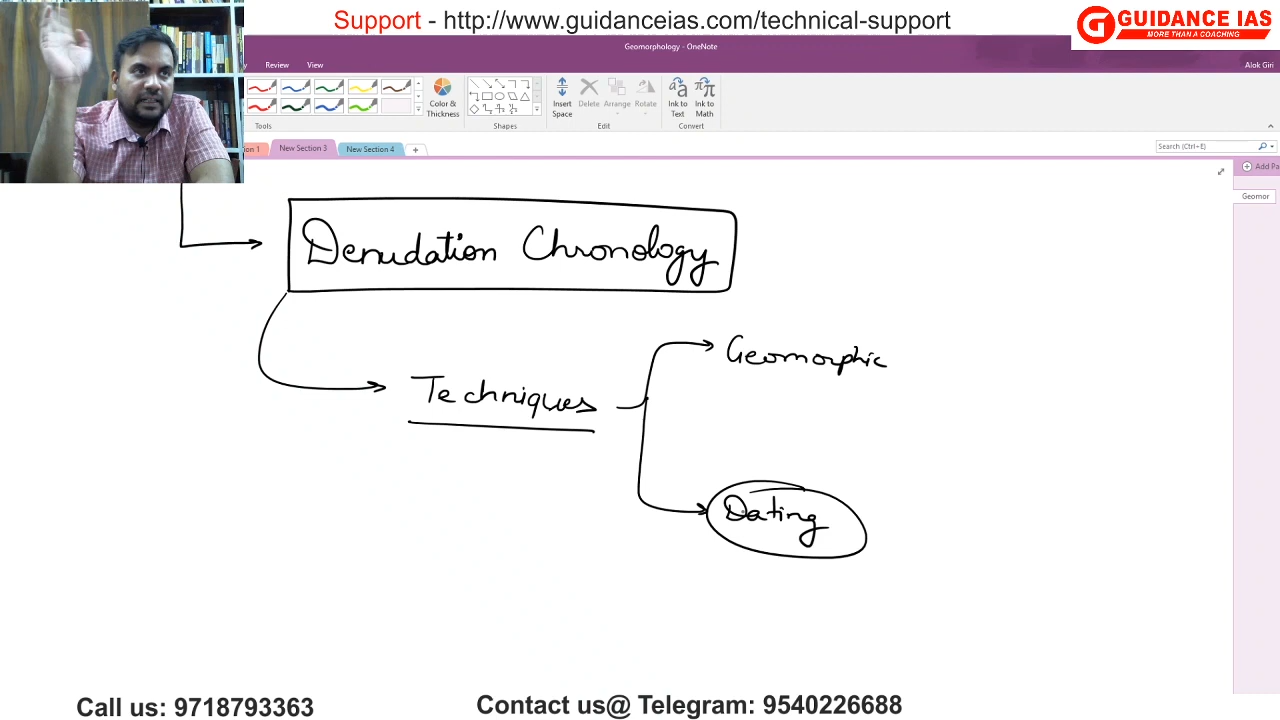 Support - http://www.guidanceias.com/technical-support
GUIDANCE IAS
MORE THAN A COACHING
Geomorphology - OneNote
Review View
Alok Giri
Color & Thickness
Insert Space
Delete
Arrange
Rotate
Ink to Text
Ink to Math
Tools
Shapes
Edit
Convert
New Section 3
New Section 4
Search (Ctrl+E)
Add Pa
Geomor
Denudation Chronology
Geomorphic
Techniques
Dating
Call us: 9718793363
Contact us@ Telegram: 9540226688